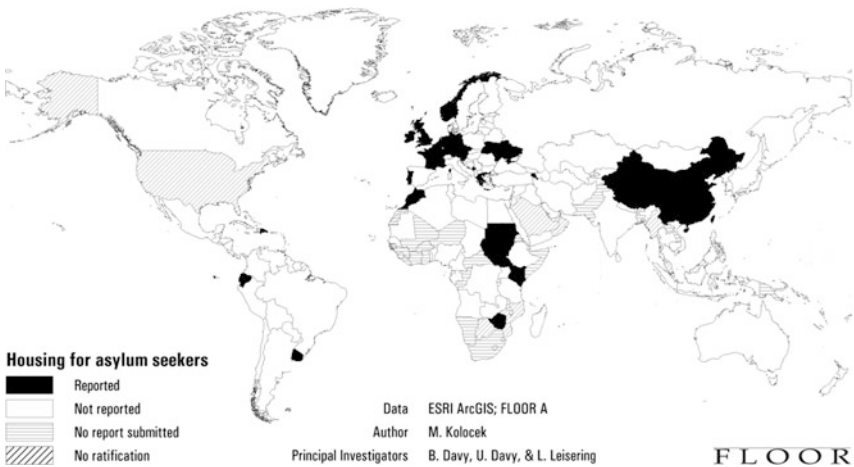 Housing for asylum seekers
Reported
Not reported
No report submitted
No ratification
Data ESRI ArcGIS; FLOOR A
Author M. Kolocek
Principal Investigators B. Davy, U. Davy, & L. Leisering
FLOOR